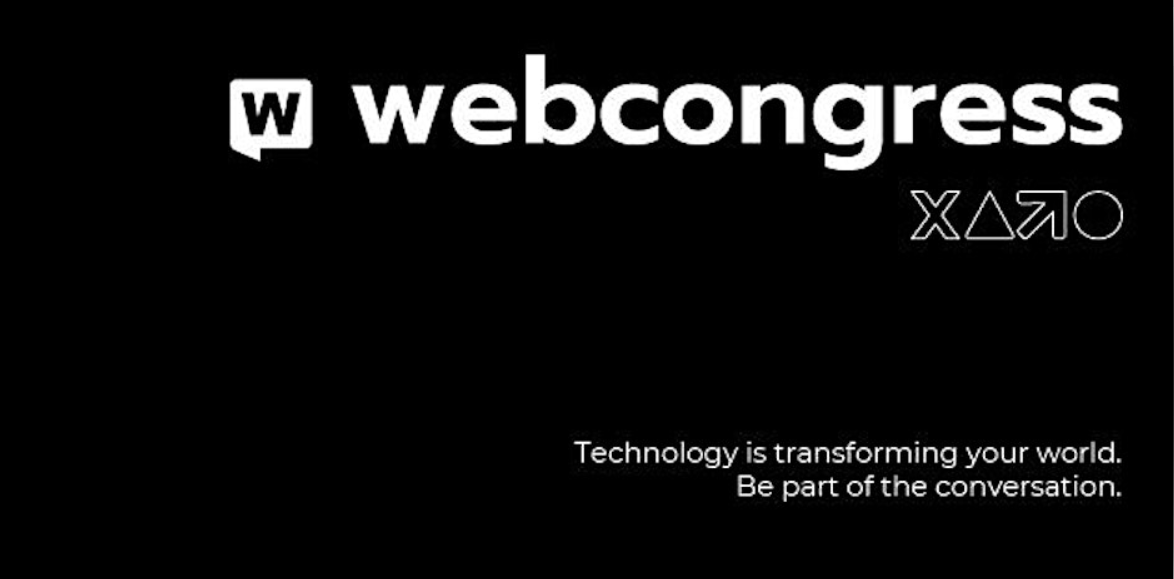 W webcongress
Technology is transforming your world.
Be part of the conversation.